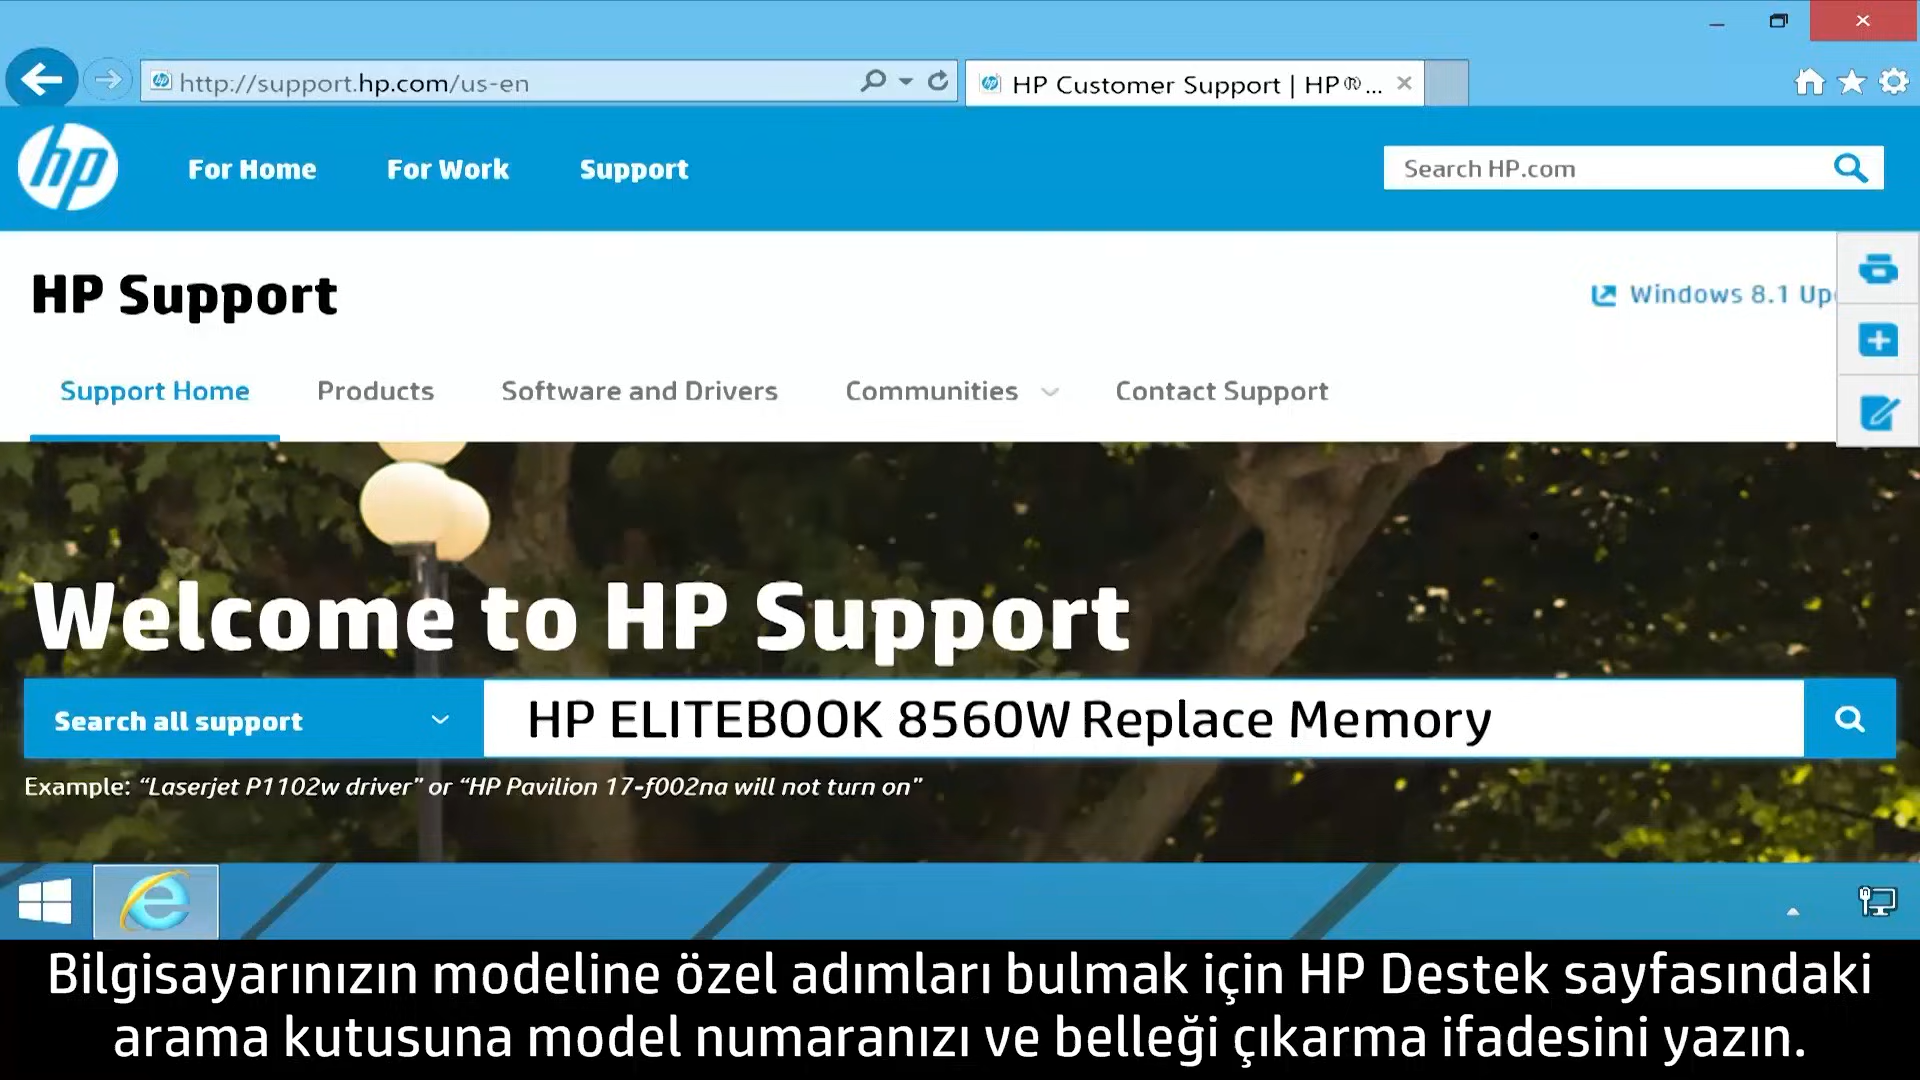 http://support.hp.com/us-en
HP Customer Support | HP® ...
hp
For Home
For Work
Support
Search HP.com
HP Support
Windows 8.1 Up
Support Home
Products
Software and Drivers
Communities
Contact Support
Welcome to HP Support
Search all support
HP ELITEBOOK 8560W Replace Memory
Example: “Laserjet P1102w driver” or “HP Pavilion 17-f002na will not turn on”
Bilgisayarınızın modeline özel adımları bulmak için HP Destek sayfasındaki
arama kutusuna model numaranızı ve belleği çıkarma ifadesini yazın.